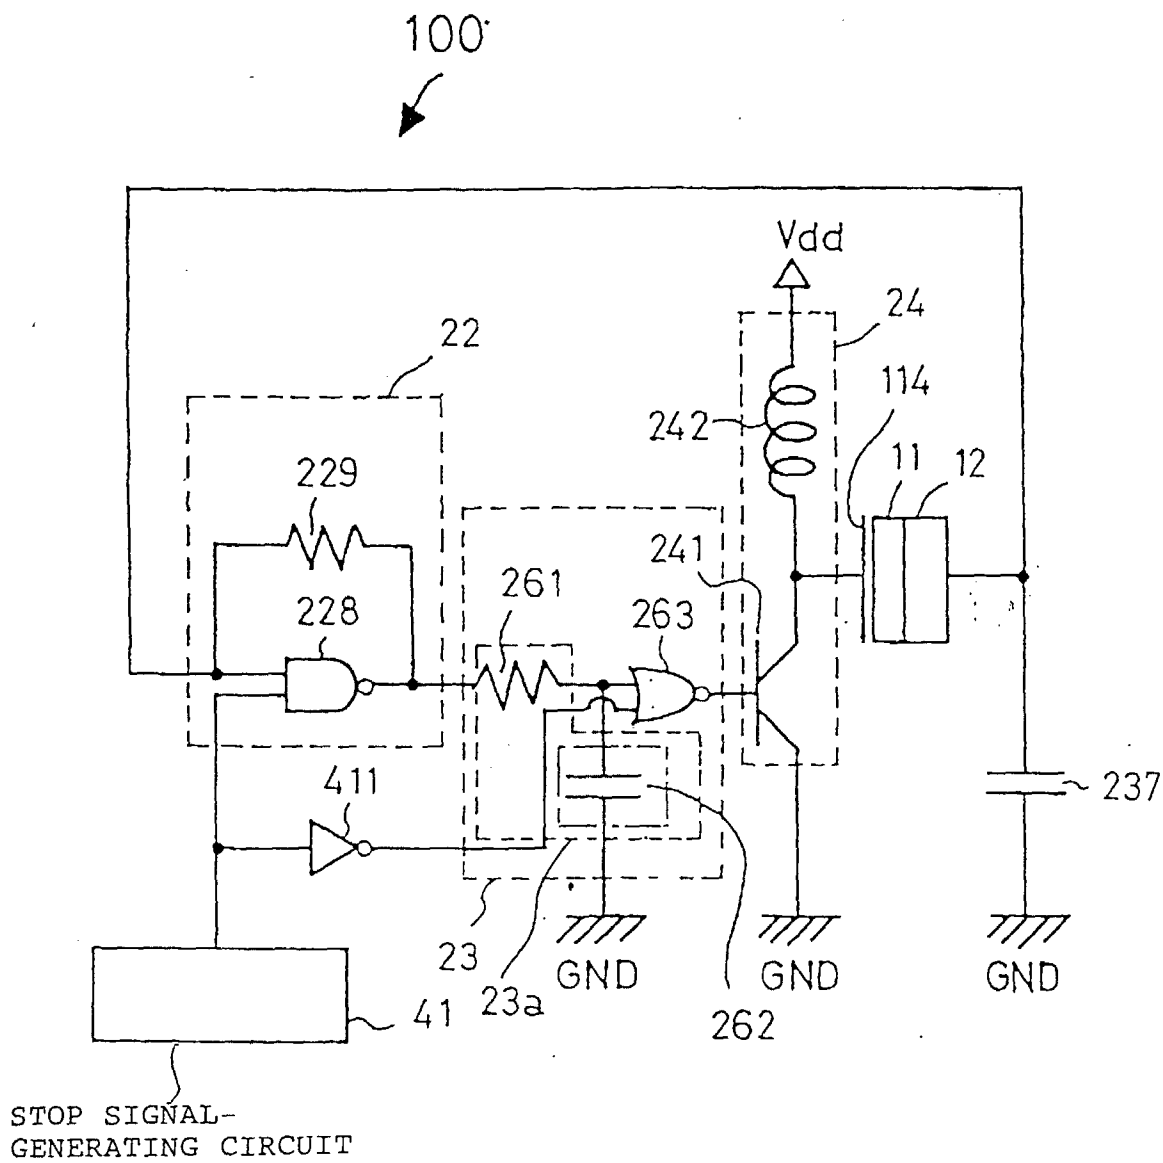 100
Vdd
24
22
114
242
11 12
229
241
261
228
263
411
237
23
GND
GND
GND
23a
41
262
STOP SIGNAL-
GENERATING CIRCUIT